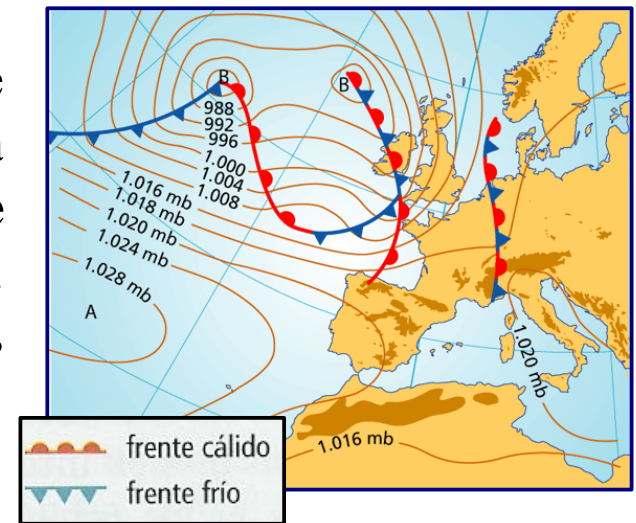 B
B
988
992
996
1.000
1.004
1.008
1.016 mb
1.018 mb
1.020 mb
1.024 mb
1.028 mb
A
1.020 mb
1.016 mb
frente cálido
frente frío